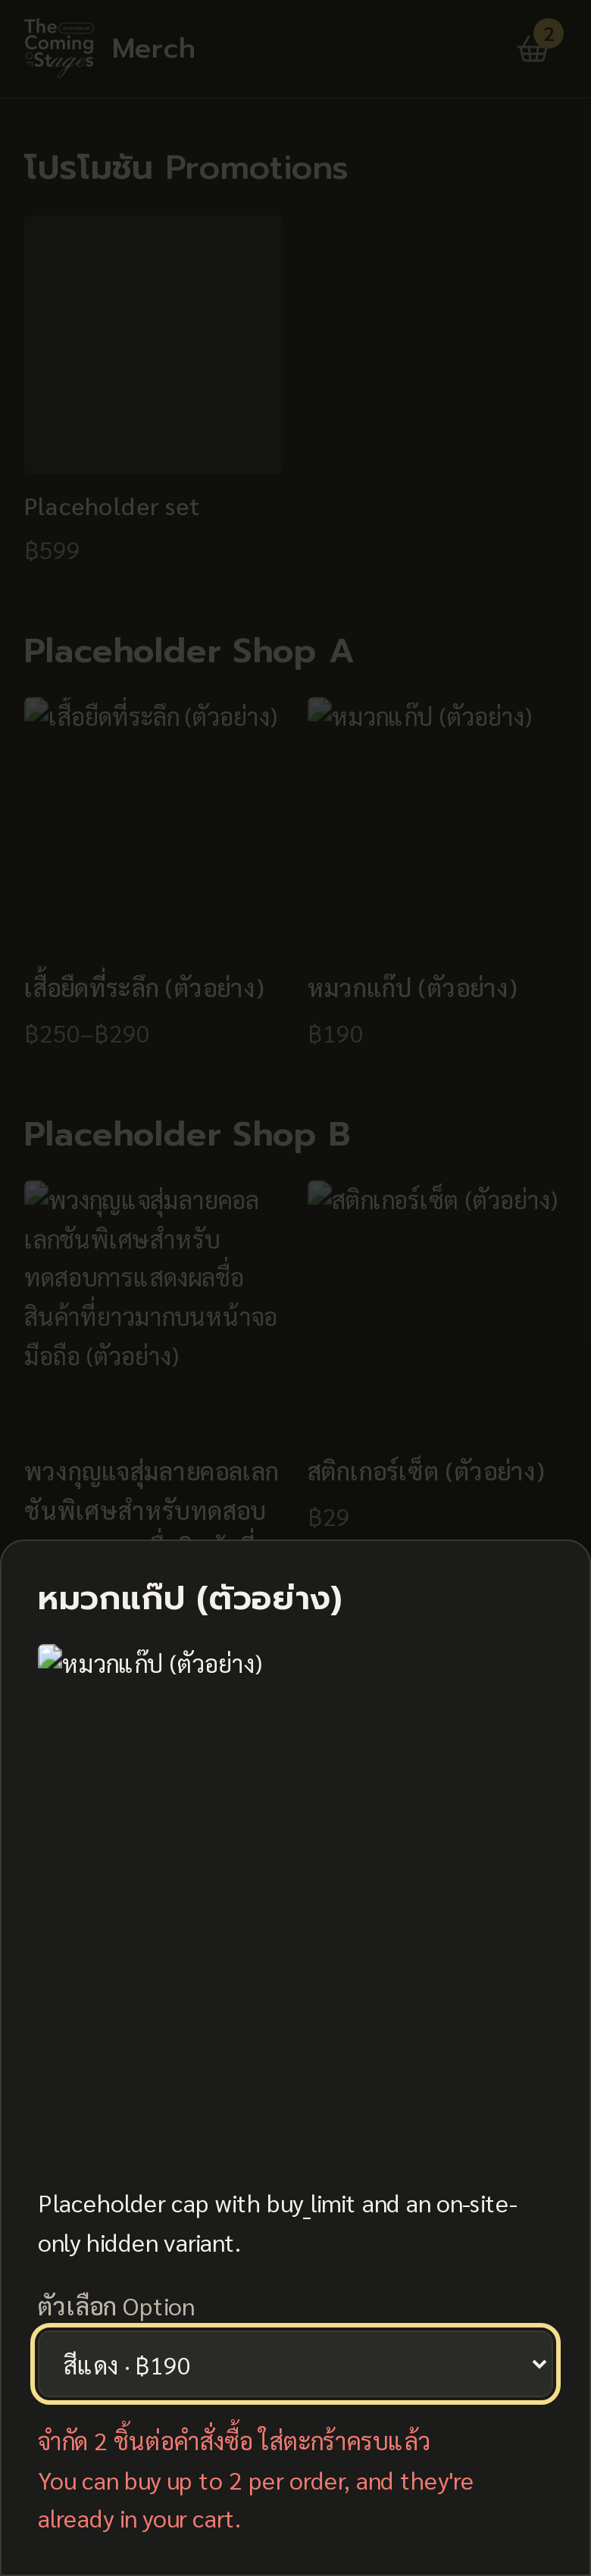 The
Coming
of Stages
Merch
2
โปรโมชัน Promotions
Placeholder set
฿599
Placeholder Shop A
เสื้อยืดที่ระลึก (ตัวอย่าง)
หมวกแก๊ป (ตัวอย่าง)
เสื้อยืดที่ระลึก (ตัวอย่าง)
฿250–฿290
หมวกแก๊ป (ตัวอย่าง)
฿190
Placeholder Shop B
พวงกุญแจสุ่มลายคอล
เลกชันพิเศษสำหรับ
ทดสอบการแสดงผลชื่อ
สินค้าที่ยาวมากบนหน้าจอ
มือถือ (ตัวอย่าง)
สติกเกอร์เซ็ต (ตัวอย่าง)
พวงกุญแจสุ่มลายคอลเลก
ชันพิเศษสำหรับทดสอบ
สติกเกอร์เซ็ต (ตัวอย่าง)
฿29
หมวกแก๊ป (ตัวอย่าง)
หมวกแก๊ป (ตัวอย่าง)
Placeholder cap with buy_limit and an on-site-
only hidden variant.
ตัวเลือก Option
สีแดง · ฿190
จำกัด 2 ชิ้นต่อคำสั่งซื้อ ใส่ตะกร้าครบแล้ว
You can buy up to 2 per order, and they're
already in your cart.